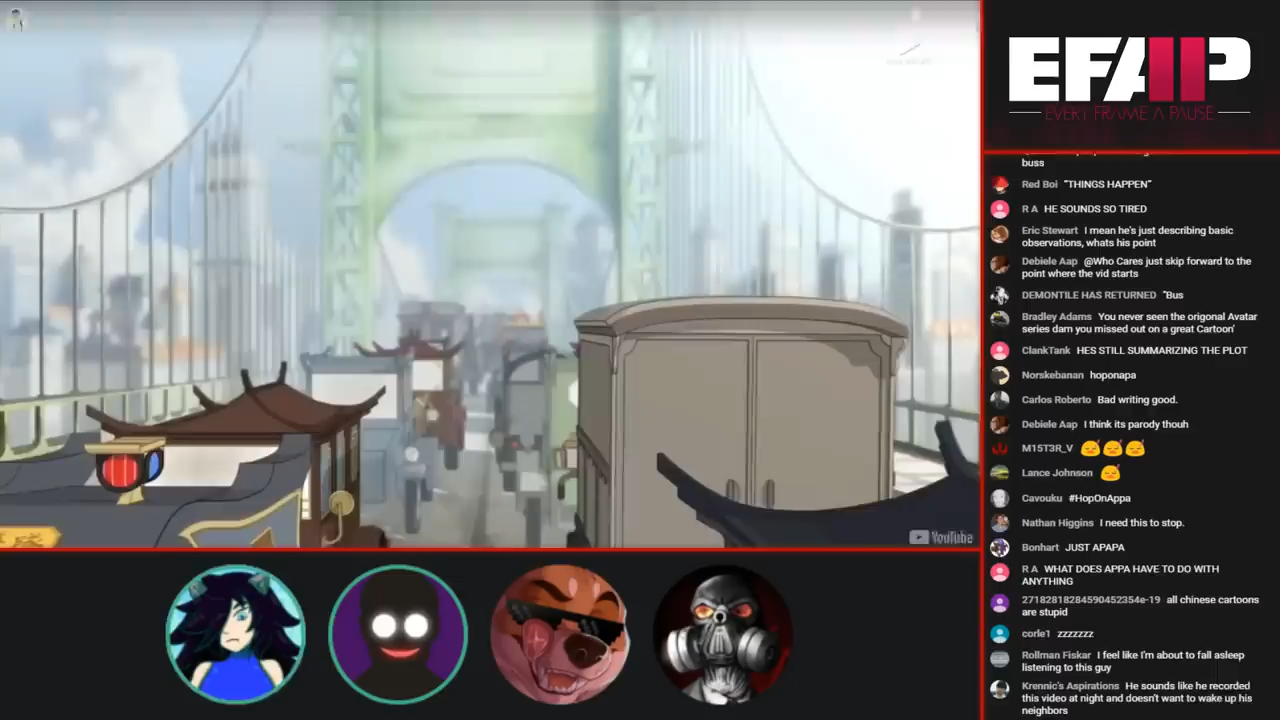 EFAP
EVERY FRAME A PAUSE
buss
Red Boi "THINGS HAPPEN"
R A HE SOUNDS SO TIRED
Eric Stewart I mean he's just describing basic
observations, whats his point
Debiele Aap @Who Cares just skip forward to the
point where the vid starts
DEMONTILE HAS RETURNED "Bus
Bradley Adams You never seen the origonal Avatar
series dam you missed out on a great Cartoon'
ClankTank HES STILL SUMMARIZING THE PLOT
Norskebanan hoponapa
Carlos Roberto Bad writing good.
Debiele Aap I think its parody thouh
M15T3R_V
Lance Johnson
Cavouku #HopOnAppa
Nathan Higgins I need this to stop.
Bonhart JUST APAPA
R A WHAT DOES APPA HAVE TO DO WITH
ANYTHING
27182818284590452354e-19 all chinese cartoons
are stupid
corle1 zzzzzzz
Rollman Fiskar I feel like I'm about to fall asleep
listening to this guy
Krennic's Aspirations He sounds like he recorded
this video at night and doesn't want to wake up his
neighbors
YouTube